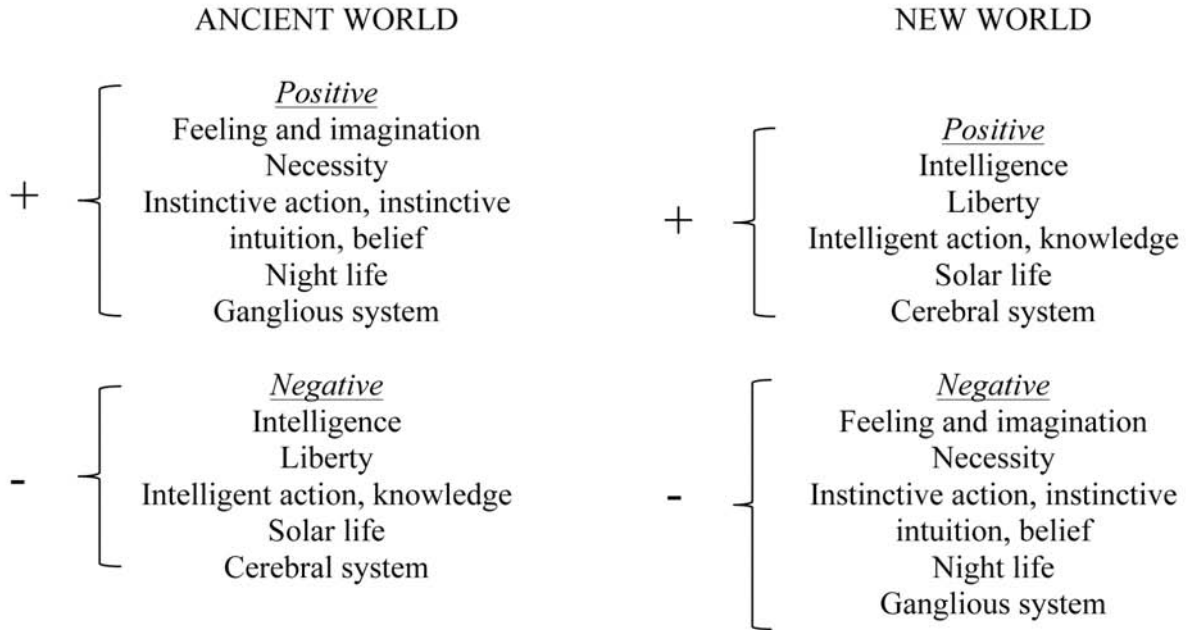 ANCIENT WORLD
+
Positive
Feeling and imagination
Necessity
Instinctive action, instinctive
intuition, belief
Night life
Ganglious system
-
Negative
Intelligence
Liberty
Intelligent action, knowledge
Solar life
Cerebral system
NEW WORLD
+
Positive
Intelligence
Liberty
Intelligent action, knowledge
Solar life
Cerebral system
-
Negative
Feeling and imagination
Necessity
Instinctive action, instinctive
intuition, belief
Night life
Ganglious system